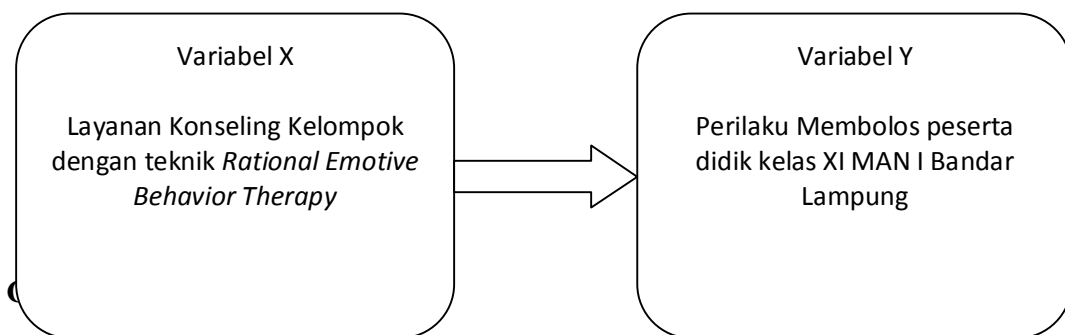 Variabel X
Layanan Konseling Kelompok
dengan teknik Rational Emotive
Behavior Therapy
Variabel Y
Perilaku Membolos peserta
didik kelas XI MAN I Bandar
Lampung